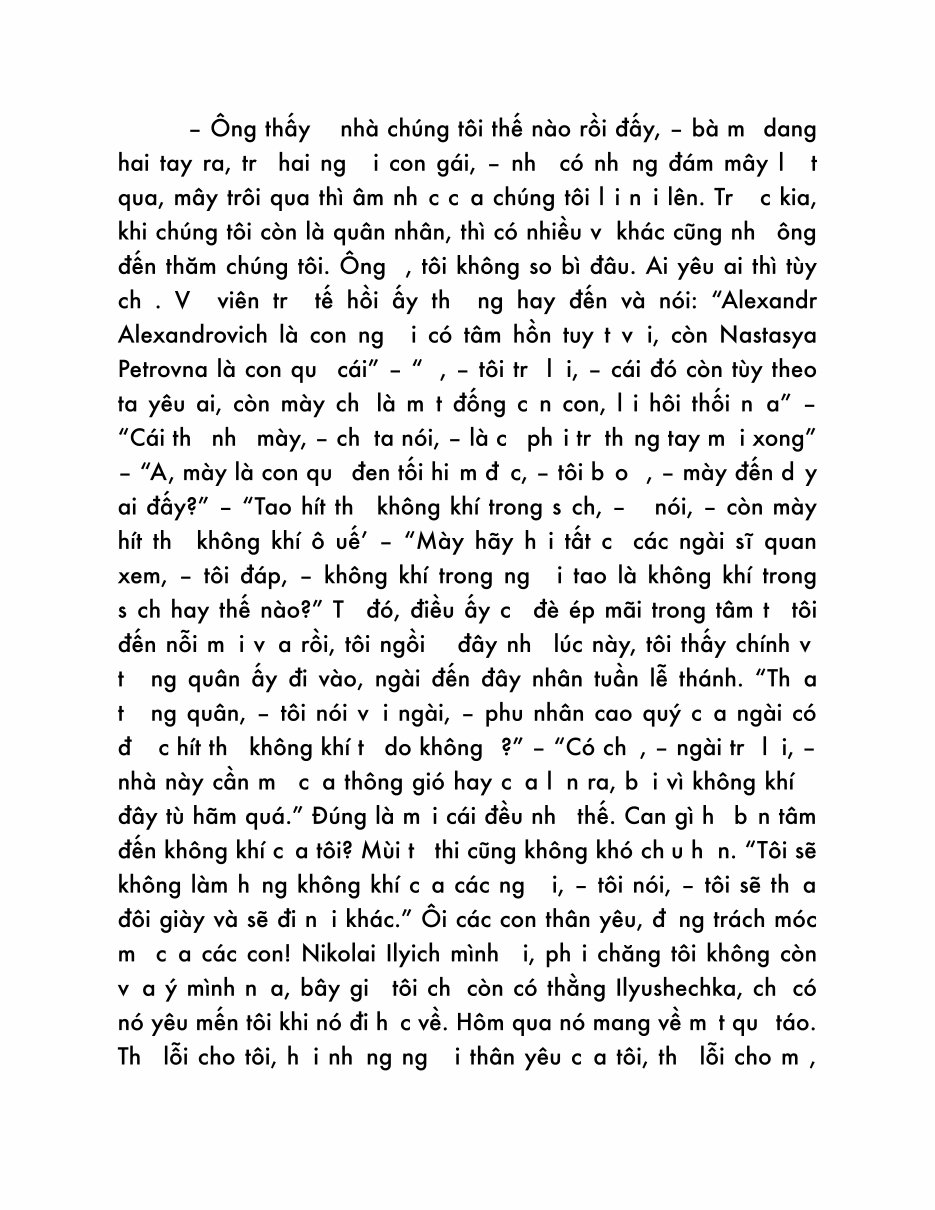 – Ông thấy   nhà chúng tôi thế nào rồi đấy, – bà m  dang
hai tay ra, tr  hai ng  i con gái, – nh  có nh ng đám mây l  t
qua, mây trôi qua thì âm nh c c a chúng tôi l i n i lên. Tr  c kia,
khi chúng tôi còn là quân nhân, thì có nhiều v  khác cũng nh  ông
đến thăm chúng tôi. Ông  , tôi không so bì đâu. Ai yêu ai thì tùy
ch . V  viên tr  tế hồi ấy th  ng hay đến và nói: “Alexandr
Alexandrovich là con ng  i có tâm hồn tuy t v i, còn Nastasya
Petrovna là con qu  cái” – “ , – tôi tr  l i, – cái đó còn tùy theo
ta yêu ai, còn mày ch  là m t đống c n con, l i hôi thối n a” –
“Cái th  nh  mày, – ch  ta nói, – là c  ph i tr  th ng tay m i xong”
– “A, mày là con qu  đen tối hi m đ c, – tôi b o  , – mày đến d y
ai đấy?” – “Tao hít th  không khí trong s ch, –   nói, – còn mày
hít th  không khí ô uế’ – “Mày hãy h i tất c  các ngài sĩ quan
xem, – tôi đáp, – không khí trong ng  i tao là không khí trong
s ch hay thế nào?” T  đó, điều ấy c  đè ép mãi trong tâm t  tôi
đến nỗi m i v a rồi, tôi ngồi   đây nh  lúc này, tôi thấy chính v
t  ng quân ấy đi vào, ngài đến đây nhân tuần lễ thánh. “Th a
t  ng quân, – tôi nói v i ngài, – phu nhân cao quý c a ngài có
đ  c hít th  không khí t  do không  ?” – “Có ch , – ngài tr  l i, –
nhà này cần m  c a thông gió hay c a l n ra, b i vì không khí
đây tù hãm quá.” Đúng là m i cái đều nh  thế. Can gì h  b n tâm
đến không khí c a tôi? Mùi t  thi cũng không khó ch u h n. “Tôi sẽ
không làm h ng không khí c a các ng  i, – tôi nói, – tôi sẽ th a
đôi giày và sẽ đi n i khác.” Ôi các con thân yêu, đ ng trách móc
m  c a các con! Nikolai Ilyich mình  i, ph i chăng tôi không còn
v a ý mình n a, bây gi  tôi ch  còn có thằng Ilyushechka, ch  có
nó yêu mến tôi khi nó đi h c về. Hôm qua nó mang về m t qu  táo.
Th  lỗi cho tôi, h i nh ng ng  i thân yêu c a tôi, th  lỗi cho m ,